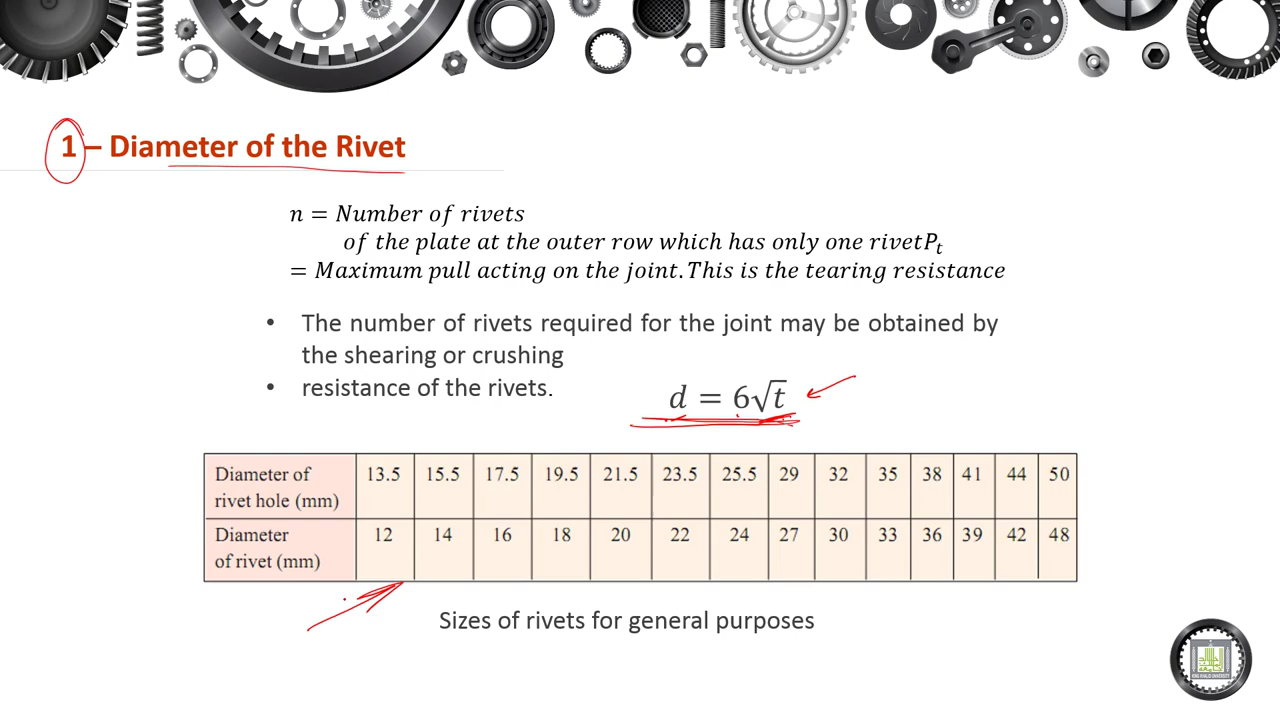 1 – Diameter of the Rivet
n = Number of rivets
of the plate at the outer row which has only one rivetPₜ
= Maximum pull acting on the joint. This is the tearing resistance
• The number of rivets required for the joint may be obtained by
the shearing or crushing
• resistance of the rivets.
d = 6√t
Diameter of rivet hole (mm) 13.5 15.5 17.5 19.5 21.5 23.5 25.5 29 32 35 38 41 44 50
Diameter of rivet (mm) 12 14 16 18 20 22 24 27 30 33 36 39 42 48
Sizes of rivets for general purposes
KING KHALID UNIVERSITY